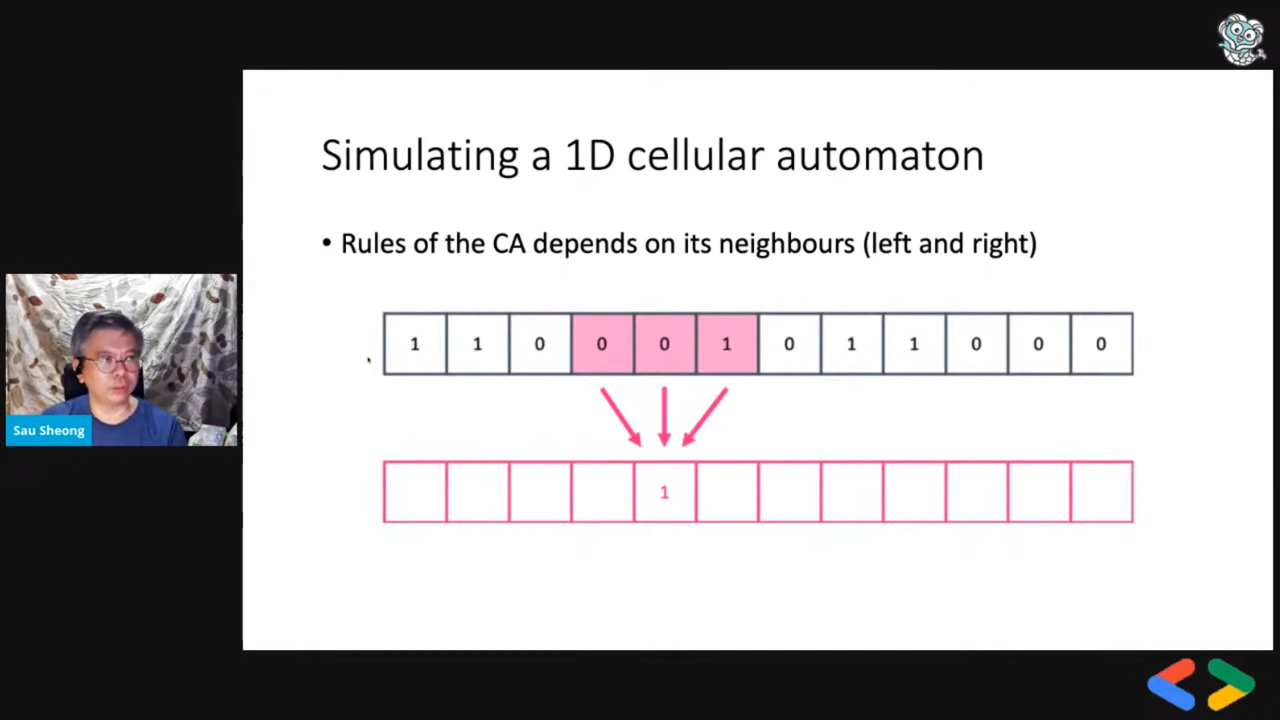 Simulating a 1D cellular automaton
• Rules of the CA depends on its neighbours (left and right)
1 1 0 0 0 1 0 1 1 0 0 0
1
Sau Sheong